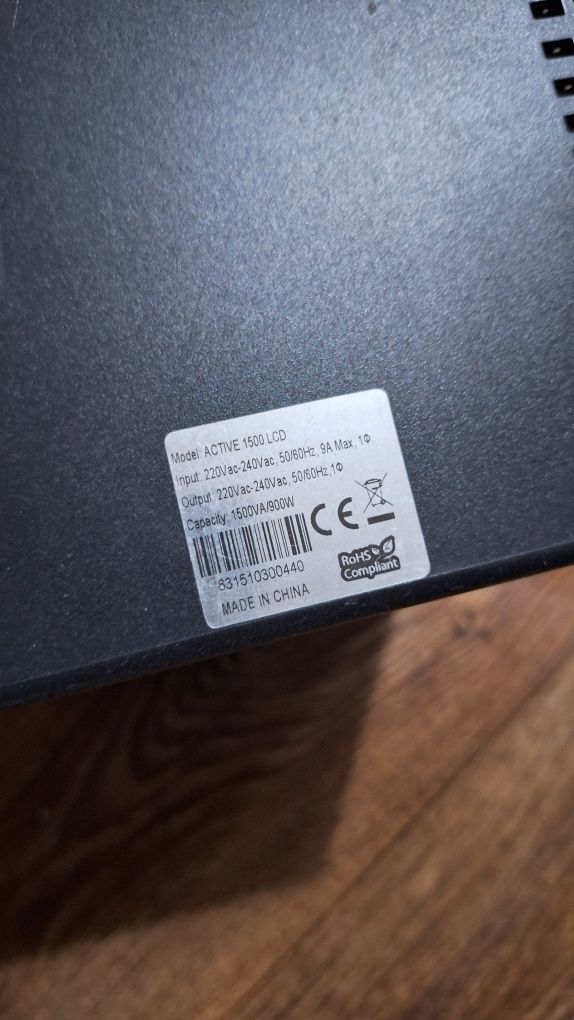 Model: ACTIVE 1500 LCD
Input: 220Vac-240Vac, 50/60Hz, 9A Max, 1Φ
Output: 220Vac-240Vac, 50/60Hz,1Φ
Capacity: 1500VA/900W
CE
631510300440
RoHS
Compliant
MADE IN CHINA